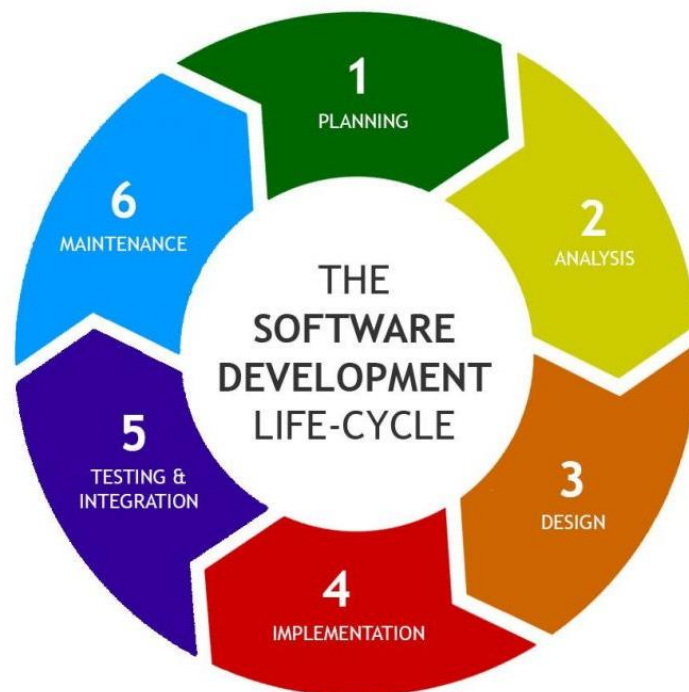 1
PLANNING
2
ANALYSIS
3
DESIGN
4
IMPLEMENTATION
5
TESTING &
INTEGRATION
6
MAINTENANCE
THE
SOFTWARE
DEVELOPMENT
LIFE-CYCLE